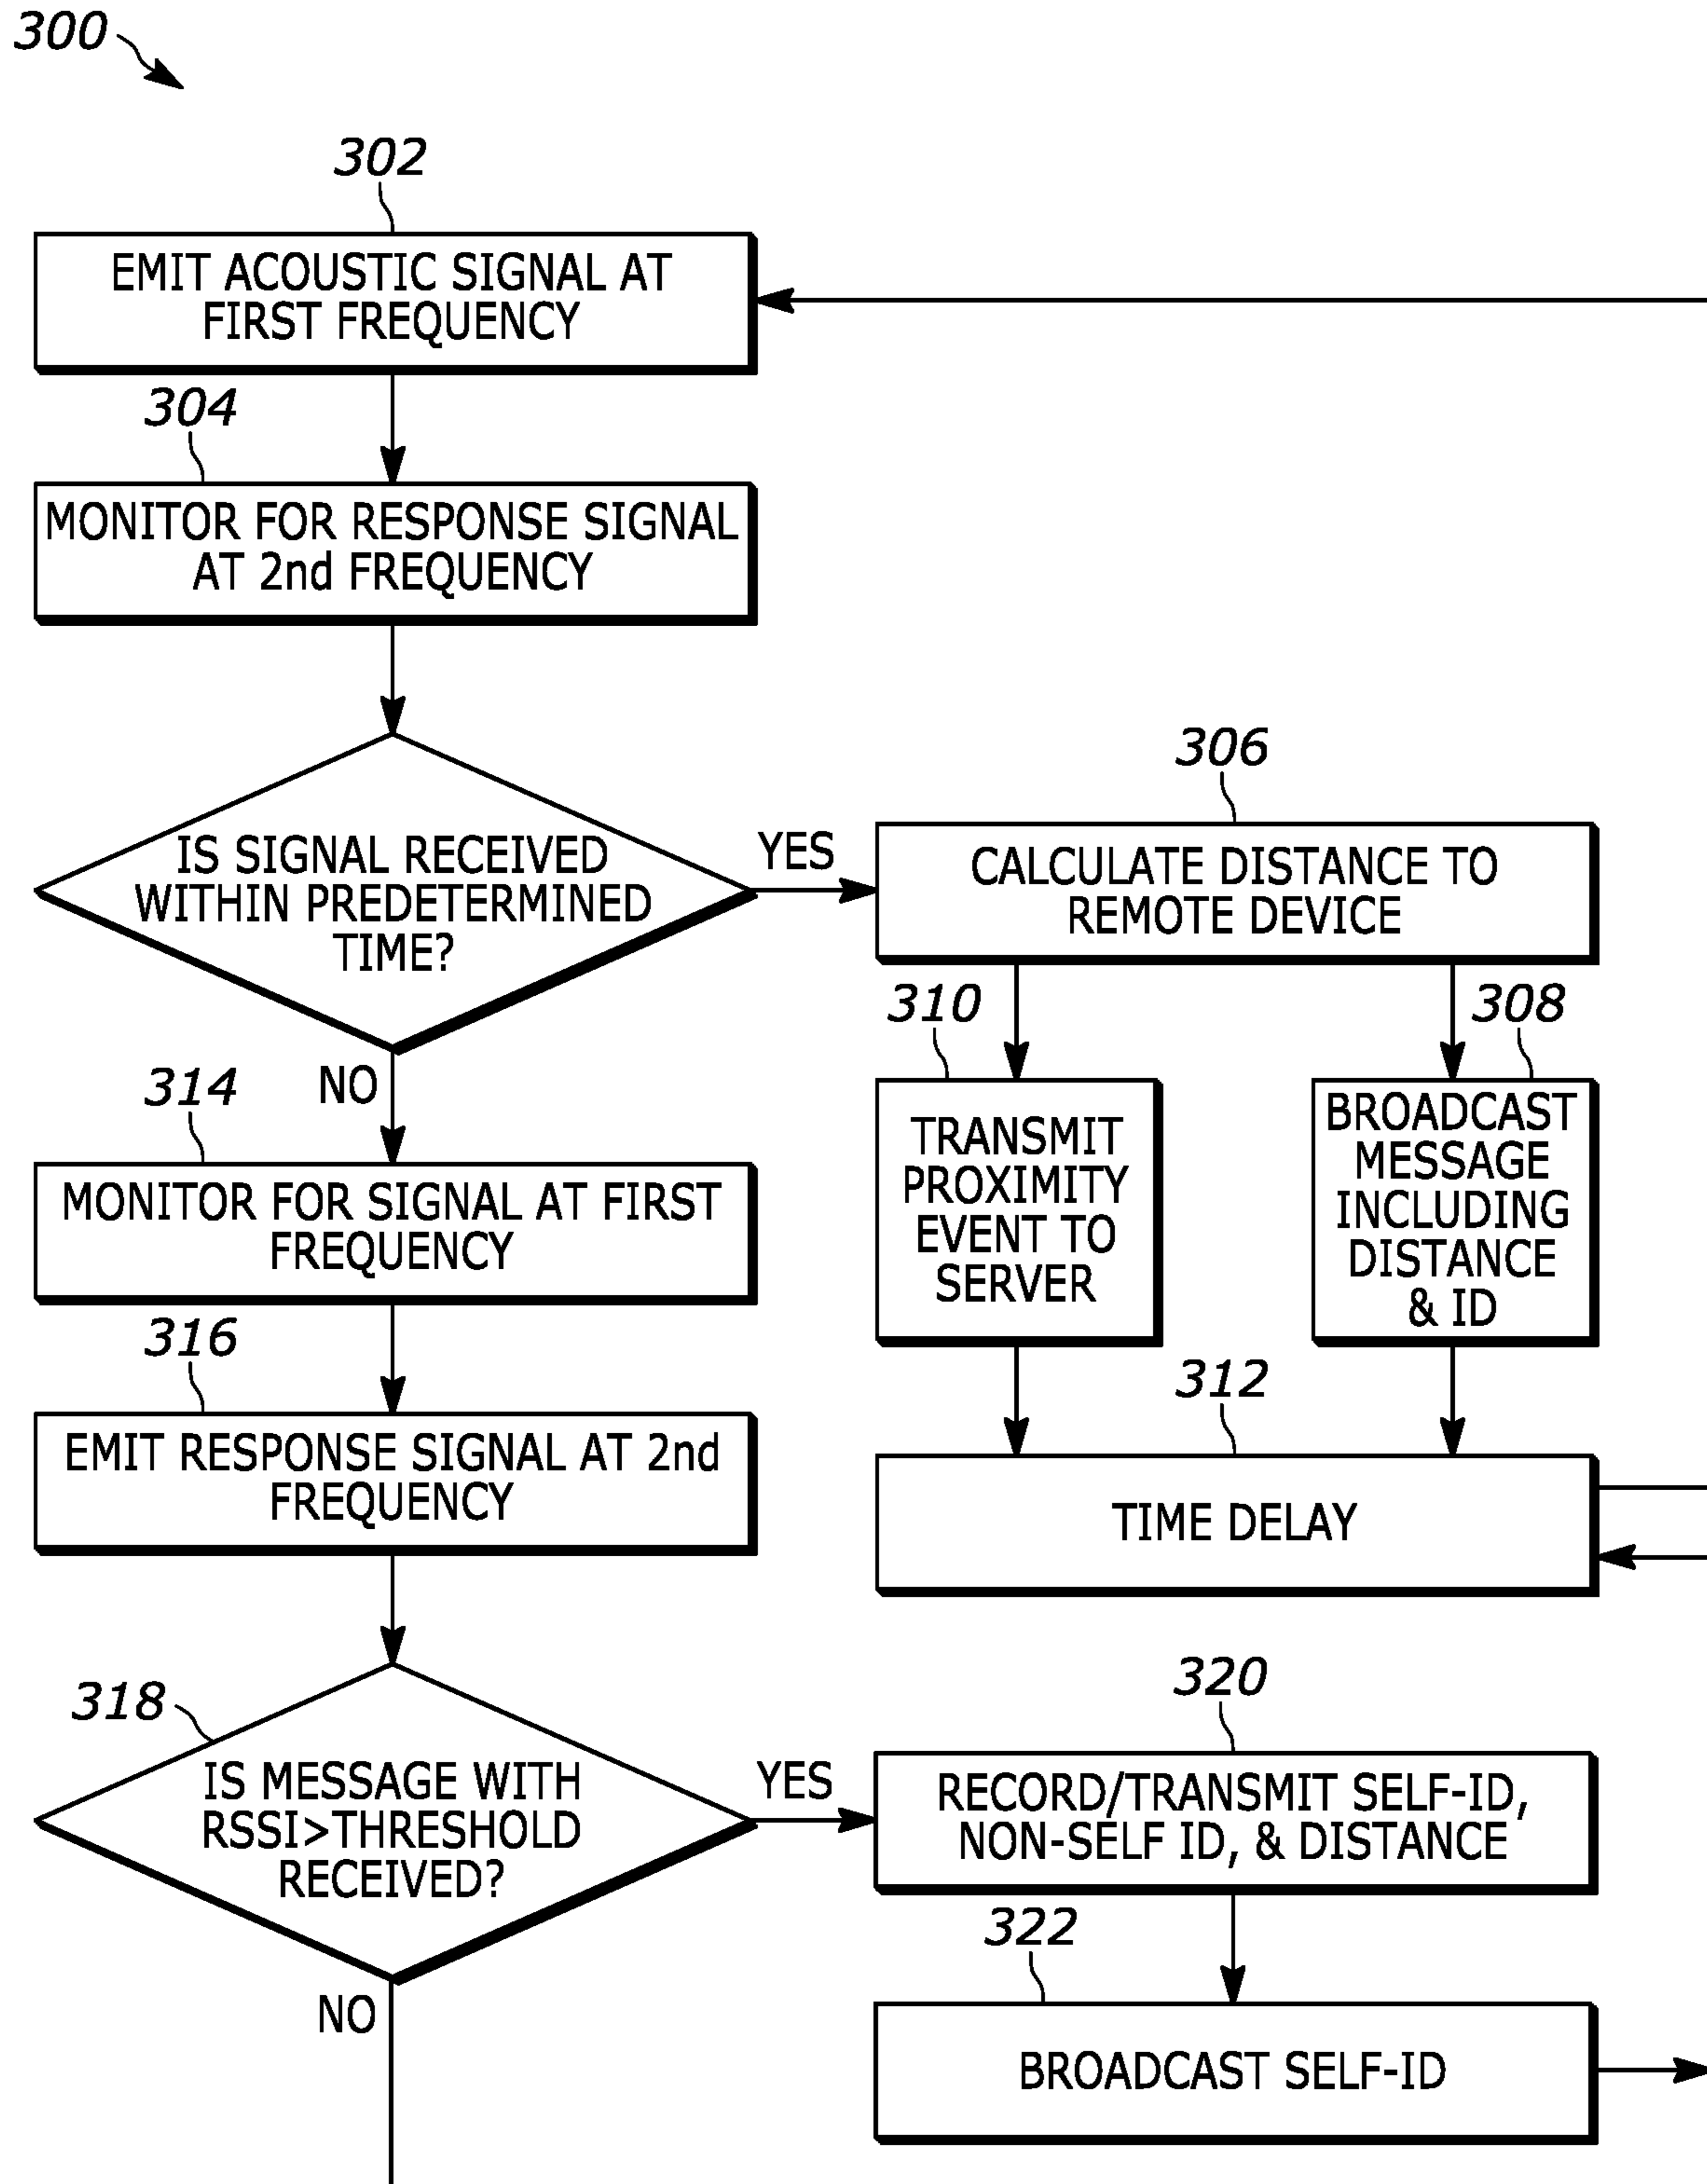 300
302
EMIT ACOUSTIC SIGNAL AT
FIRST FREQUENCY
304
MONITOR FOR RESPONSE SIGNAL
AT 2nd FREQUENCY
IS SIGNAL RECEIVED
WITHIN PREDETERMINED
TIME?
YES
306
CALCULATE DISTANCE TO
REMOTE DEVICE
310
TRANSMIT
PROXIMITY
EVENT TO
SERVER
308
BROADCAST
MESSAGE
INCLUDING
DISTANCE
& ID
312
TIME DELAY
NO
314
MONITOR FOR SIGNAL AT FIRST
FREQUENCY
316
EMIT RESPONSE SIGNAL AT 2nd
FREQUENCY
318
IS MESSAGE WITH
RSSI>THRESHOLD
RECEIVED?
YES
320
RECORD/TRANSMIT SELF-ID,
NON-SELF ID, & DISTANCE
322
BROADCAST SELF-ID
NO